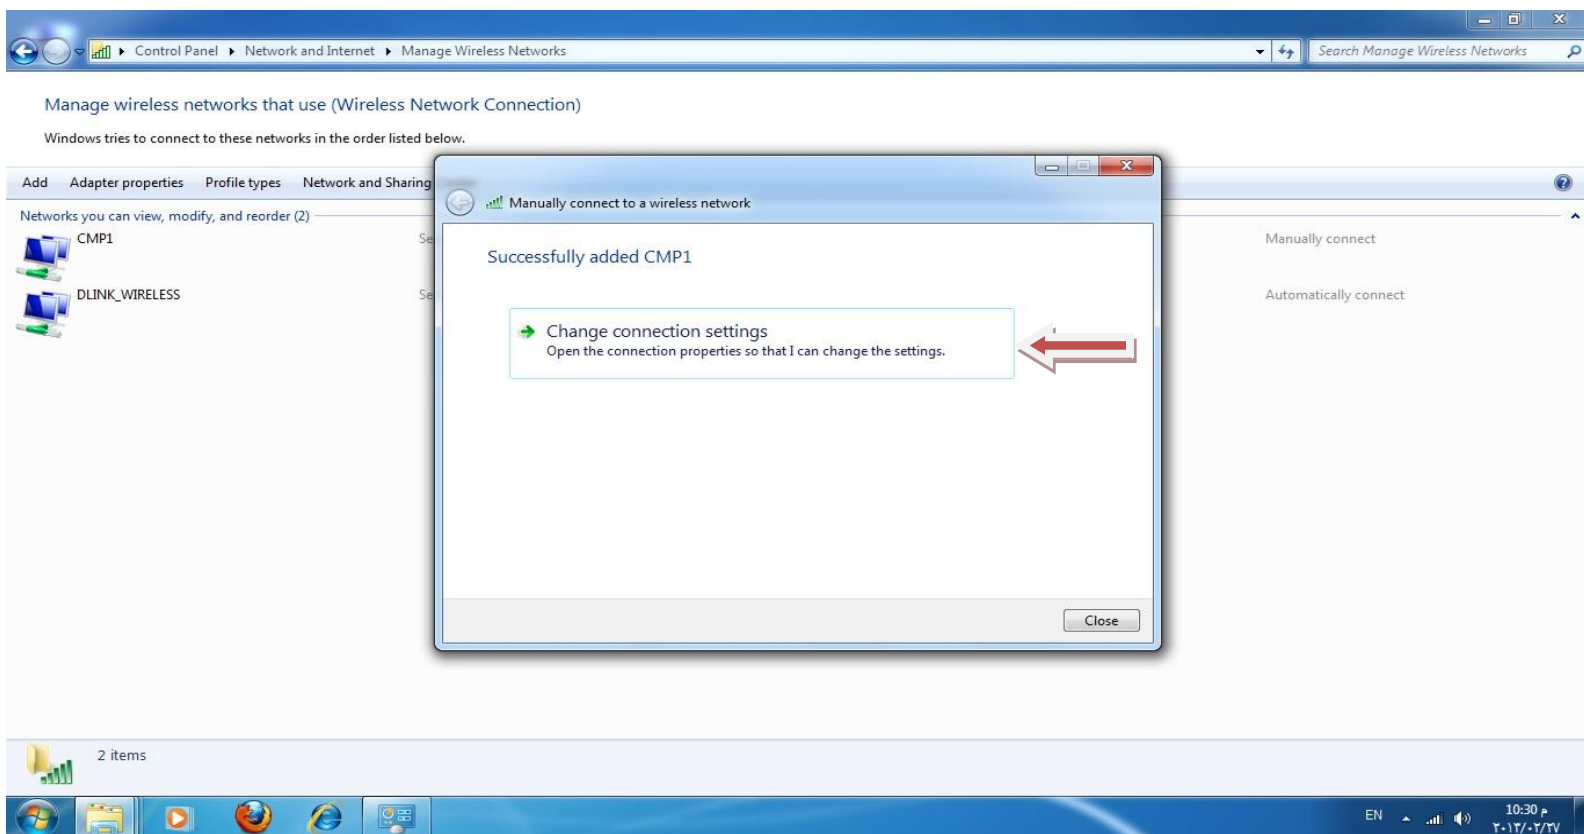 Control Panel Network and Internet Manage Wireless Networks
Search Manage Wireless Networks
Manage wireless networks that use (Wireless Network Connection)
Windows tries to connect to these networks in the order listed below.
Add Adapter properties Profile types Network and Sharing
Networks you can view, modify, and reorder (2)
CMP1
Se
Manually connect
DLINK_WIRELESS
Se
Automatically connect
Manually connect to a wireless network
Successfully added CMP1
Change connection settings
Open the connection properties so that I can change the settings.
Close
2 items
EN
10:30 م
٢٠١٣/٠٢/٢٧